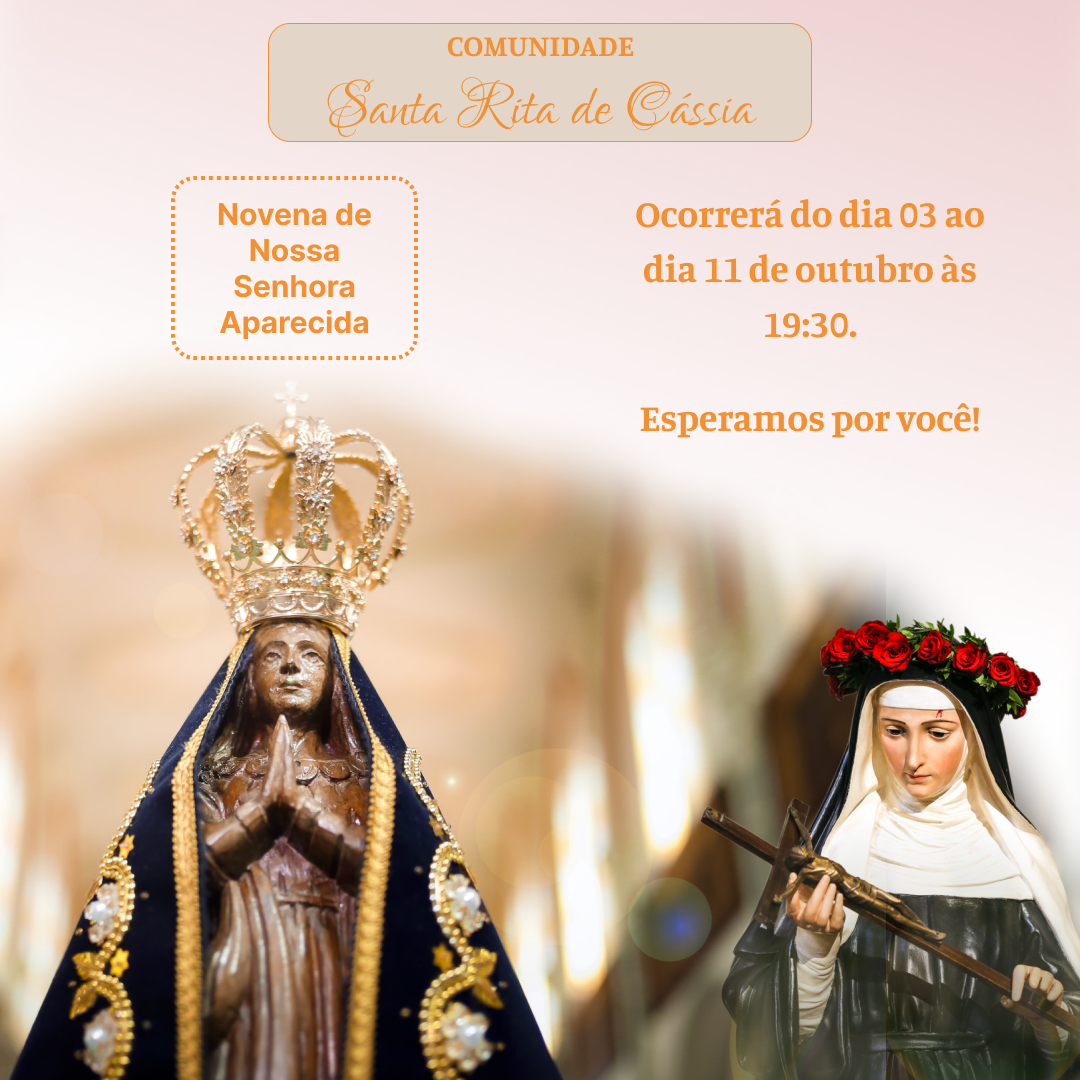 COMUNIDADE
Santa Rita de Cássia
Novena de
Nossa
Senhora
Aparecida
Ocorrerá do dia 03 ao
dia 11 de outubro às
19:30.
Esperamos por você!